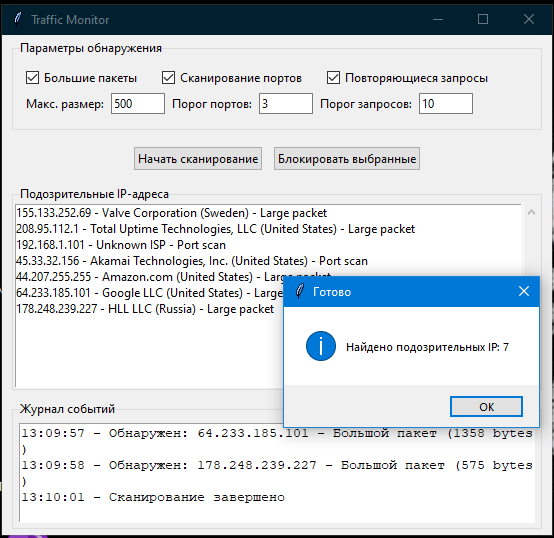 Traffic Monitor
Параметры обнаружения
Большие пакеты Сканирование портов Повторяющиеся запросы
Макс. размер: 500 Порог портов: 3 Порог запросов: 10
Начать сканирование Блокировать выбранные
Подозрительные IP-адреса
155.133.252.69 - Valve Corporation (Sweden) - Large packet
208.95.112.1 - Total Uptime Technologies, LLC (United States) - Large packet
192.168.1.101 - Unknown ISP - Port scan
45.33.32.156 - Akamai Technologies, Inc. (United States) - Port scan
44.207.255.255 - Amazon.com (United States) - Large packet
64.233.185.101 - Google LLC (United States) - Large
178.248.239.227 - HLL LLC (Russia) - Large packet
Готово
Найдено подозрительных IP: 7
OK
Журнал событий
13:09:57 - Обнаружен: 64.233.185.101 - Большой пакет (1358 bytes
)
13:09:58 - Обнаружен: 178.248.239.227 - Большой пакет (575 bytes
)
13:10:01 - Сканирование завершено